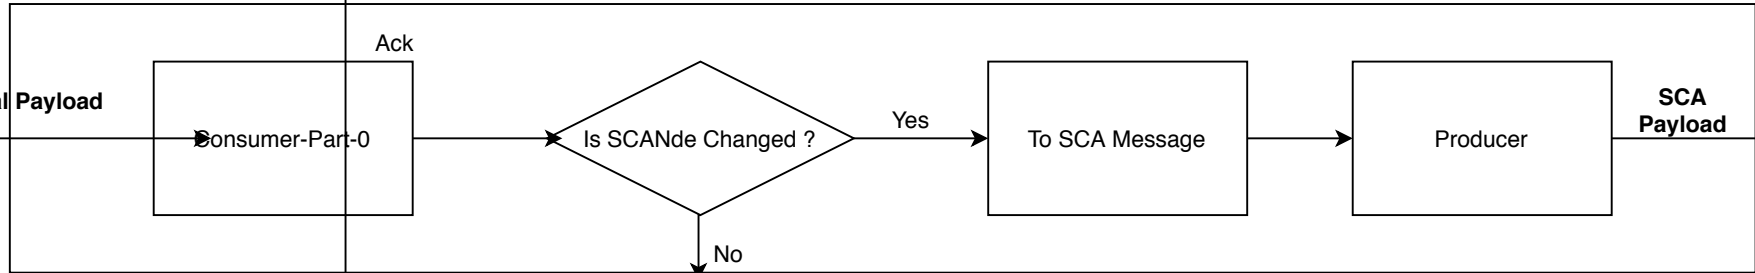 Ack
Payload
Consumer-Part-0
Is SCANde Changed ?
Yes
To SCA Message
Producer
SCA
Payload
No